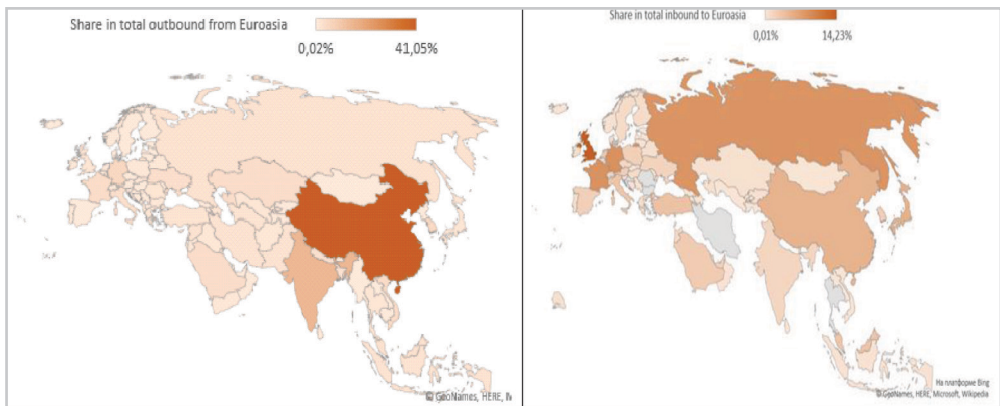 Share in total outbound from Euroasia
0,02% 41,05%
© GeoNames, HERE, M
Share in total inbound to Euroasia
0,01% 14,23%
На платформе Bing
© GeoNames, HERE, Microsoft, Wikipedia